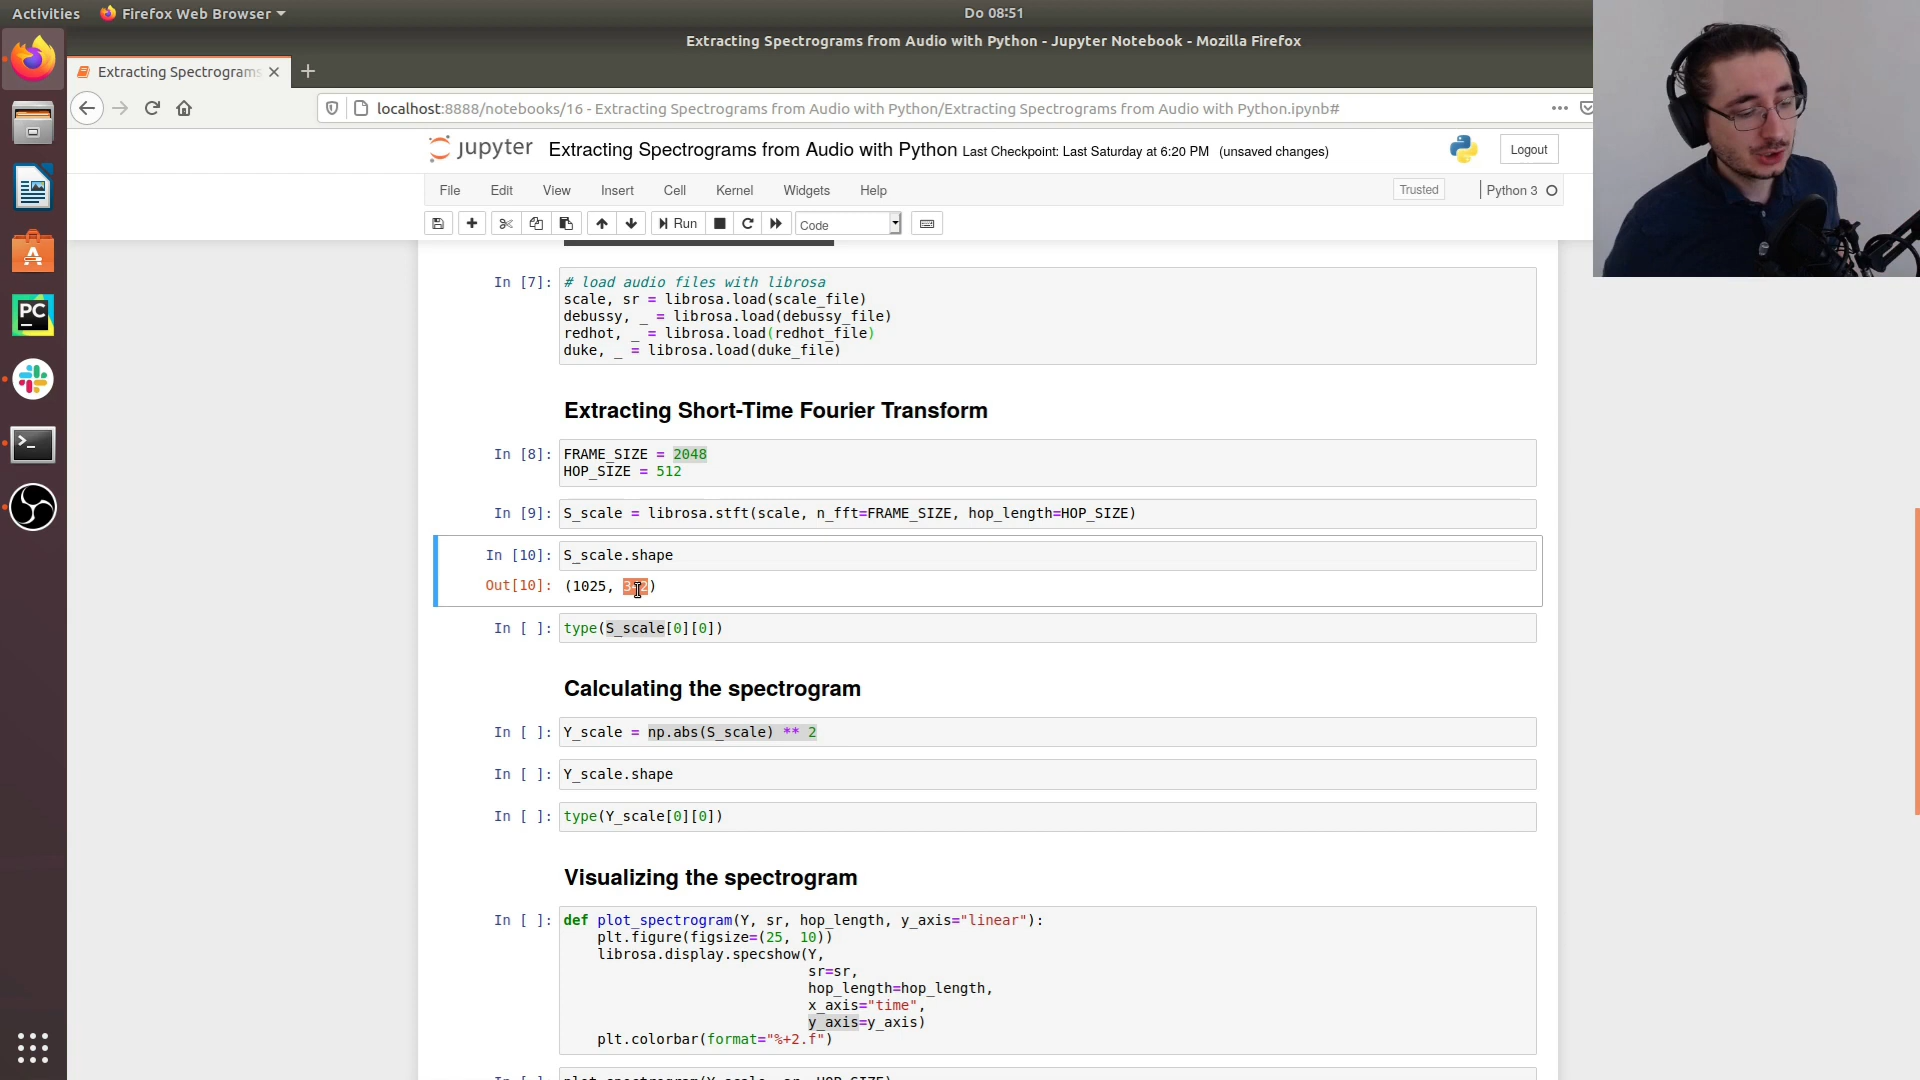 Activities Firefox Web Browser Do 08:51
Extracting Spectrograms from Audio with Python - Jupyter Notebook - Mozilla Firefox
Extracting Spectrograms
localhost:8888/notebooks/16 - Extracting Spectrograms from Audio with Python/Extracting Spectrograms from Audio with Python.ipynb#
jupyter Extracting Spectrograms from Audio with Python Last Checkpoint: Last Saturday at 6:20 PM (unsaved changes) Logout
File Edit View Insert Cell Kernel Widgets Help Trusted Python 3
Run Code
In [7]: # load audio files with librosa
scale, sr = librosa.load(scale_file)
debussy, _ = librosa.load(debussy_file)
redhot, _ = librosa.load(redhot_file)
duke, _ = librosa.load(duke_file)
Extracting Short-Time Fourier Transform
In [8]: FRAME_SIZE = 2048
HOP_SIZE = 512
In [9]: S_scale = librosa.stft(scale, n_fft=FRAME_SIZE, hop_length=HOP_SIZE)
In [10]: S_scale.shape
Out[10]: (1025, )
In [ ]: type(S_scale[0][0])
Calculating the spectrogram
In [ ]: Y_scale = np.abs(S_scale) ** 2
In [ ]: Y_scale.shape
In [ ]: type(Y_scale[0][0])
Visualizing the spectrogram
In [ ]: def plot_spectrogram(Y, sr, hop_length, y_axis="linear"):
plt.figure(figsize=(25, 10))
librosa.display.specshow(Y,
sr=sr,
hop_length=hop_length,
x_axis="time",
y_axis=y_axis)
plt.colorbar(format="%+2.f")
PC